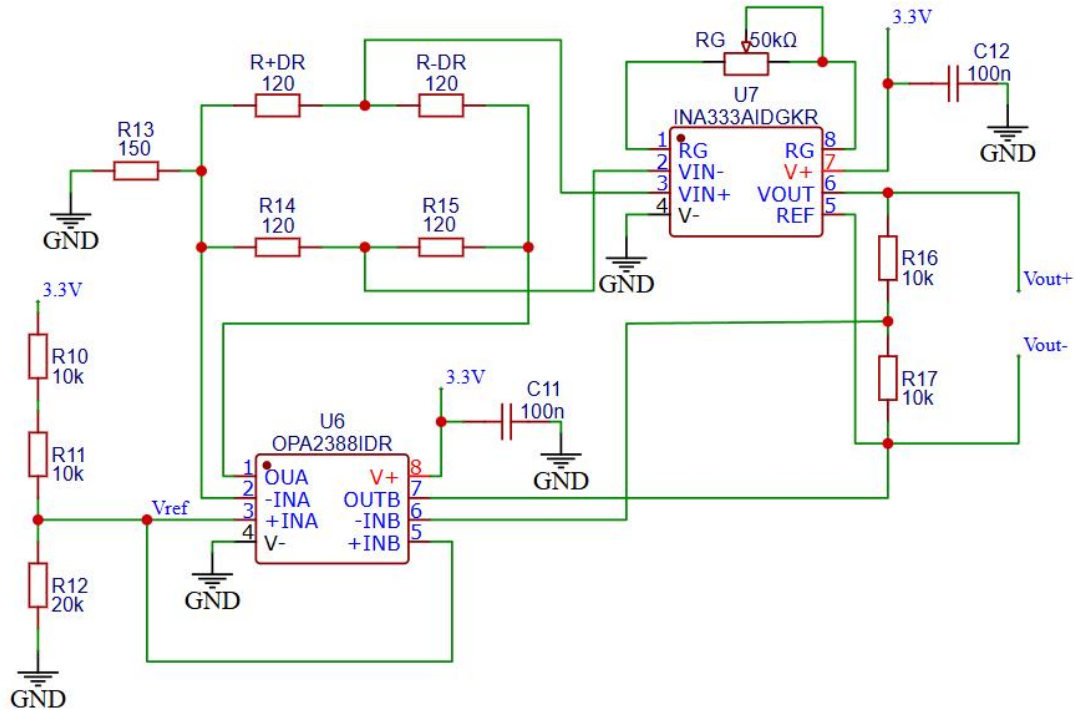 3.3V
RG 50kΩ
C12
100n
GND
R+DR
120
R-DR
120
U7
INA333AIDGKR
1 RG
2 VIN-
3 VIN+
4 V-
RG 8
V+ 7
VOUT 6
REF 5
R13
150
GND
R14
120
R15
120
GND
R16
10k
Vout+
Vout-
R17
10k
3.3V
R10
10k
R11
10k
Vref
R12
20k
GND
3.3V
C11
100n
GND
U6
OPA2388IDR
1 OUA
2 -INA
3 +INA
4 V-
V+ 8
OUTB 7
-INB 6
+INB 5
GND